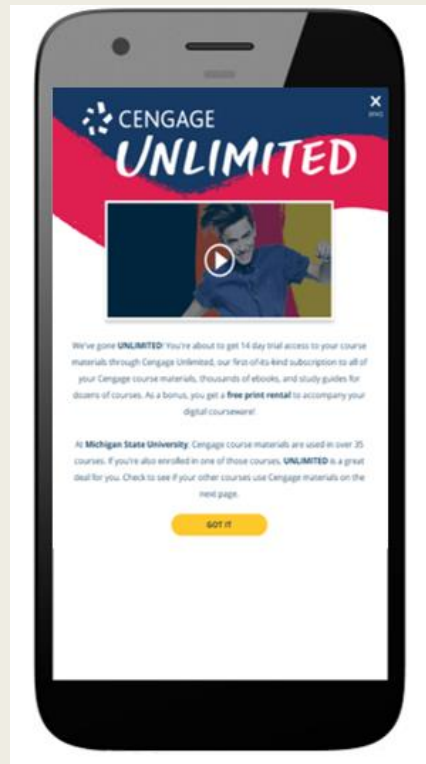 CENGAGE
UNLIMITED
We've gone UNLIMITED! You're about to get 14 day trial access to your course
materials through Cengage Unlimited, our first-of-its-kind subscription to all of
your Cengage course materials, thousands of ebooks, and study guides for
dozens of courses. As a bonus, you get a free print rental to accompany your
digital courseware!
At Michigan State University, Cengage course materials are used in over 35
courses. If you're also enrolled in one of those courses, UNLIMITED is a great
deal for you. Check to see if your other courses use Cengage materials on the
next page.
GOT IT